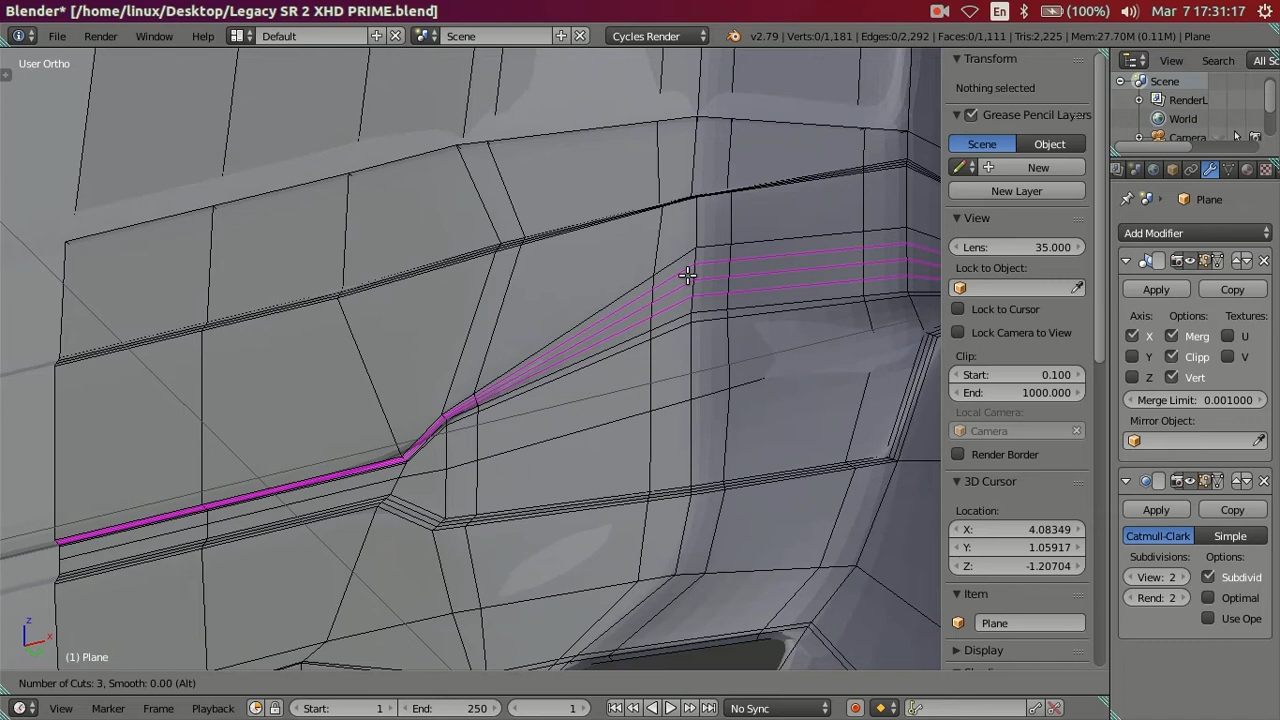 Blender* [/home/linux/Desktop/Legacy SR 2 XHD PRIME.blend]
En (100%) Mar 7 17:31:17
File Render Window Help Default Scene Cycles Render v2.79 | Verts:0/1,181 | Edges:0/2,292 | Faces:0/1,111 | Tris:2,225 | Mem:27.70M (0.11M) | Plane
User Ortho
Transform
Nothing selected
Grease Pencil Layers
Scene Object
New
New Layer
View
Lens: 35.000
Lock to Object:
Lock to Cursor
Lock Camera to View
Clip:
Start: 0.100
End: 1000.000
Local Camera:
Camera
Render Border
3D Cursor
Location:
X: 4.08349
Y: 1.05917
Z: -1.20704
Item
Plane
Display
View Search All Sc
Scene
RenderL
World
Camera
Plane
Add Modifier
Apply Copy
Axis: Options: Textures:
X Merg U
Y Clipp V
Z Vert
Merge Limit: 0.001000
Mirror Object:
Apply Copy
Catmull-Clark Simple
Subdivisions: Options:
View: 2 Subdivid
Rend: 2 Optimal
Use Ope
z
x
(1) Plane
Number of Cuts: 3, Smooth: 0.00 (Alt)
View Marker Frame Playback Start: 1 End: 250 1 No Sync